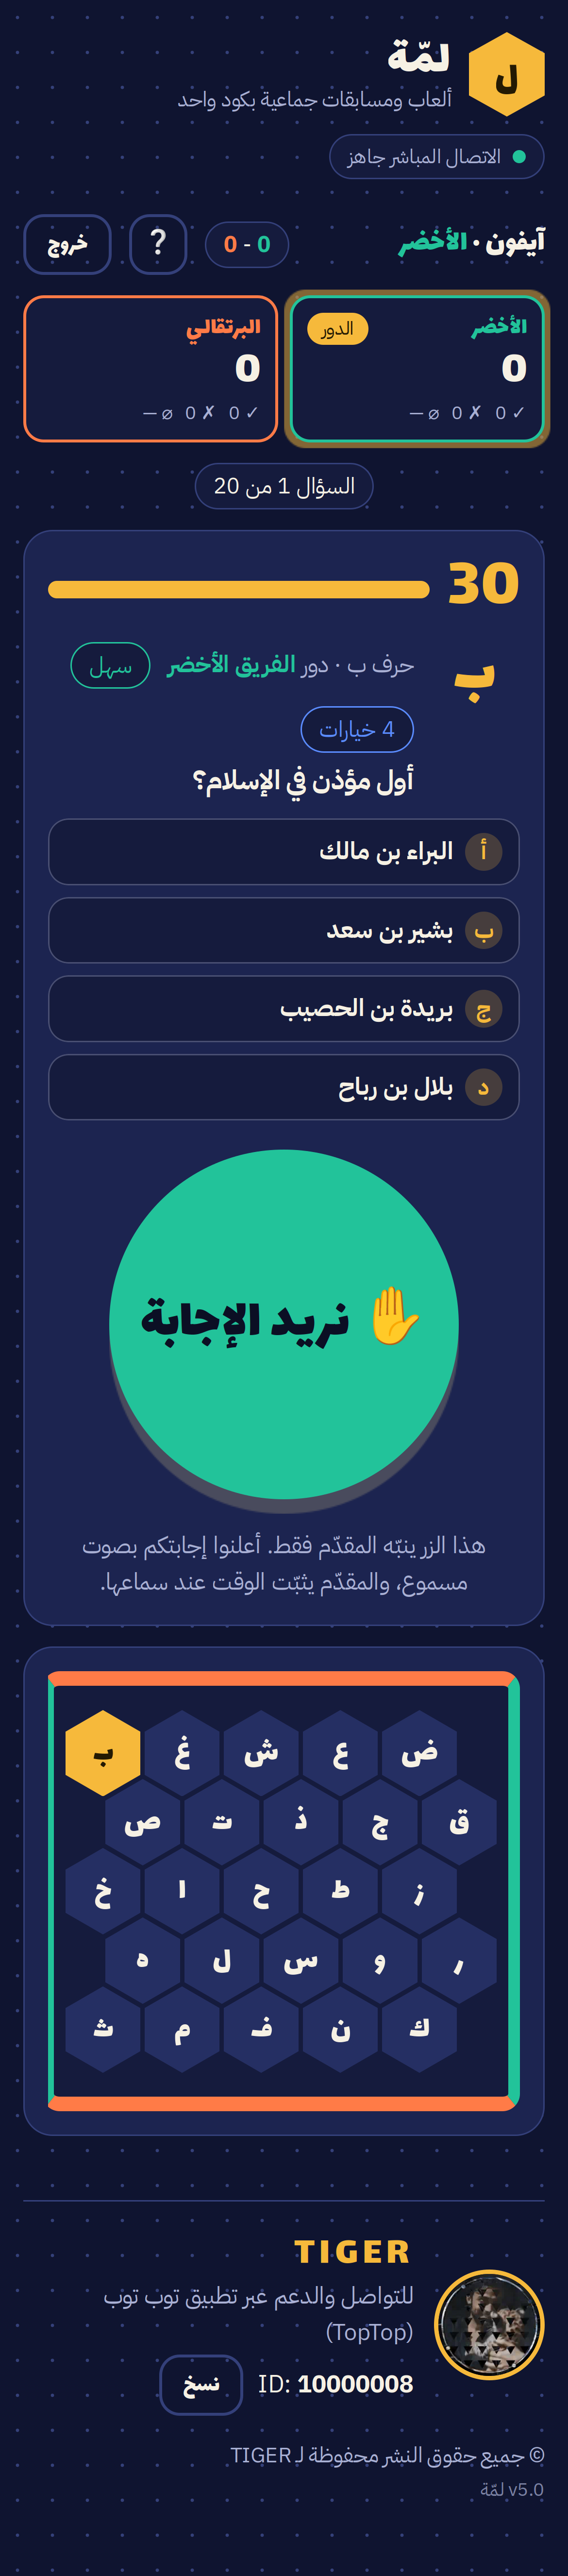 ل
لمّة
ألعاب ومسابقات جماعية بكود واحد
الاتصال المباشر جاهز
آيفون · الأخضر
0 - 0
?
خروج
الأخضر
الدور
0
✓ 0 ✗ 0 ⌀ —
البرتقالي
0
✓ 0 ✗ 0 ⌀ —
السؤال 1 من 20
30
ب
حرف ب · دور الفريق الأخضر
سهل
4 خيارات
أول مؤذن في الإسلام؟
أ البراء بن مالك
ب بشير بن سعد
ج بريدة بن الحصيب
د بلال بن رباح
✋ نريد الإجابة
هذا الزر ينبّه المقدّم فقط. أعلنوا إجابتكم بصوت
مسموع، والمقدّم يثبّت الوقت عند سماعها.
ض ع ش غ ب
ق ج ذ ت ص
ز ط ح ا خ
ر و س ل ه
ك ن ف م ث
TIGER
للتواصل والدعم عبر تطبيق توب توب
(TopTop)
ID: 10000008
نسخ
© جميع حقوق النشر محفوظة لـ TIGER
لمّة v5.0